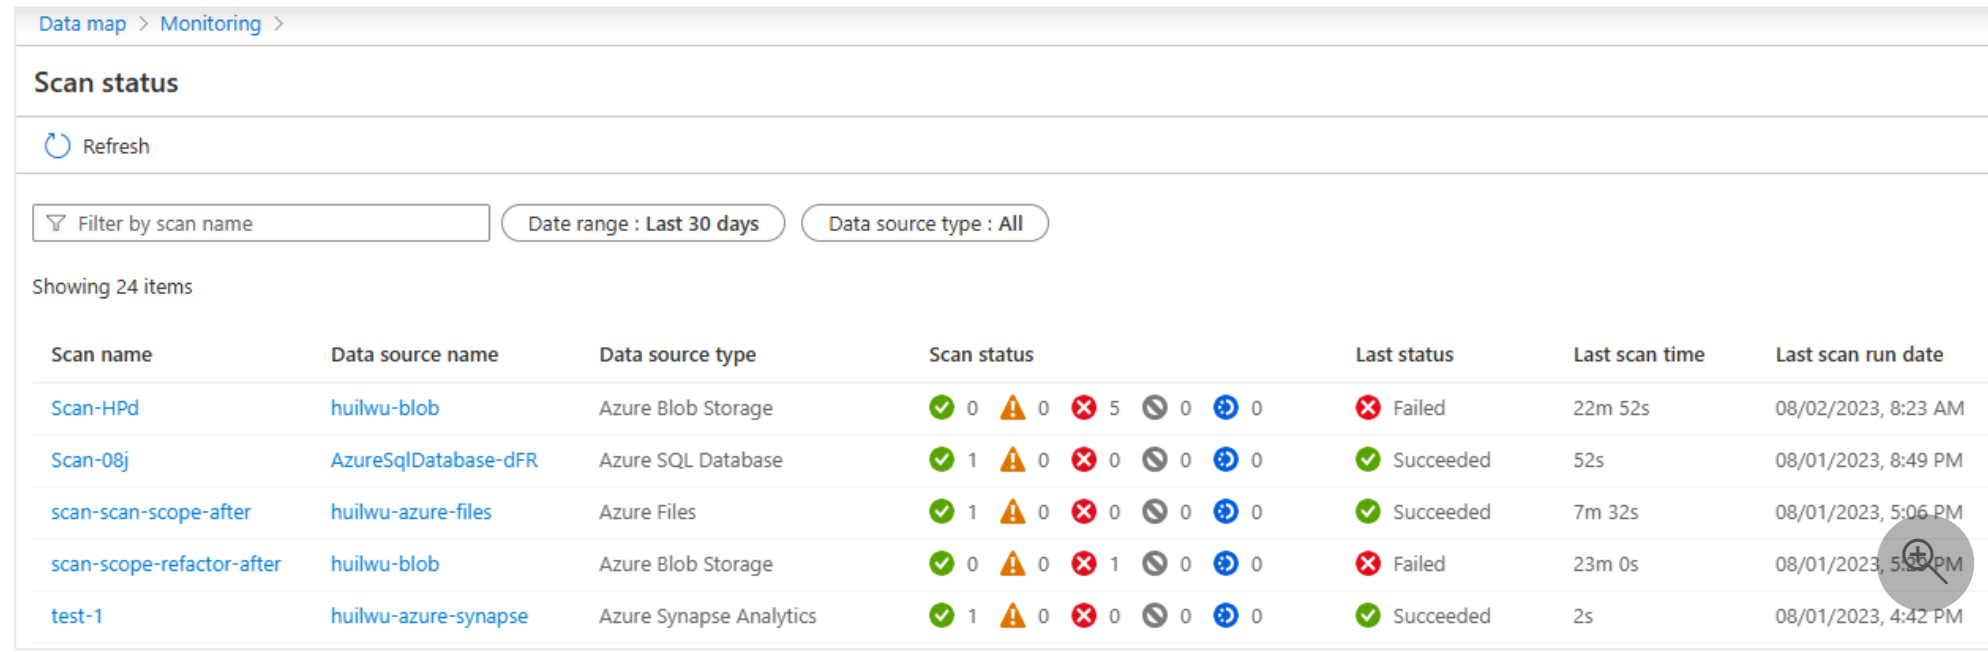 Data map > Monitoring >
Scan status
Refresh
Filter by scan name Date range : Last 30 days Data source type : All
Showing 24 items
Scan name Data source name Data source type Scan status Last status Last scan time Last scan run date
Scan-HPd huilwu-blob Azure Blob Storage 0 0 5 0 0 Failed 22m 52s 08/02/2023, 8:23 AM
Scan-08j AzureSqlDatabase-dFR Azure SQL Database 1 0 0 0 0 Succeeded 52s 08/01/2023, 8:49 PM
scan-scan-scope-after huilwu-azure-files Azure Files 1 0 0 0 0 Succeeded 7m 32s 08/01/2023, 5:06 PM
scan-scope-refactor-after huilwu-blob Azure Blob Storage 0 0 1 0 0 Failed 23m 0s 08/01/2023, PM
test-1 huilwu-azure-synapse Azure Synapse Analytics 1 0 0 0 0 Succeeded 2s 08/01/2023, 4:42 PM